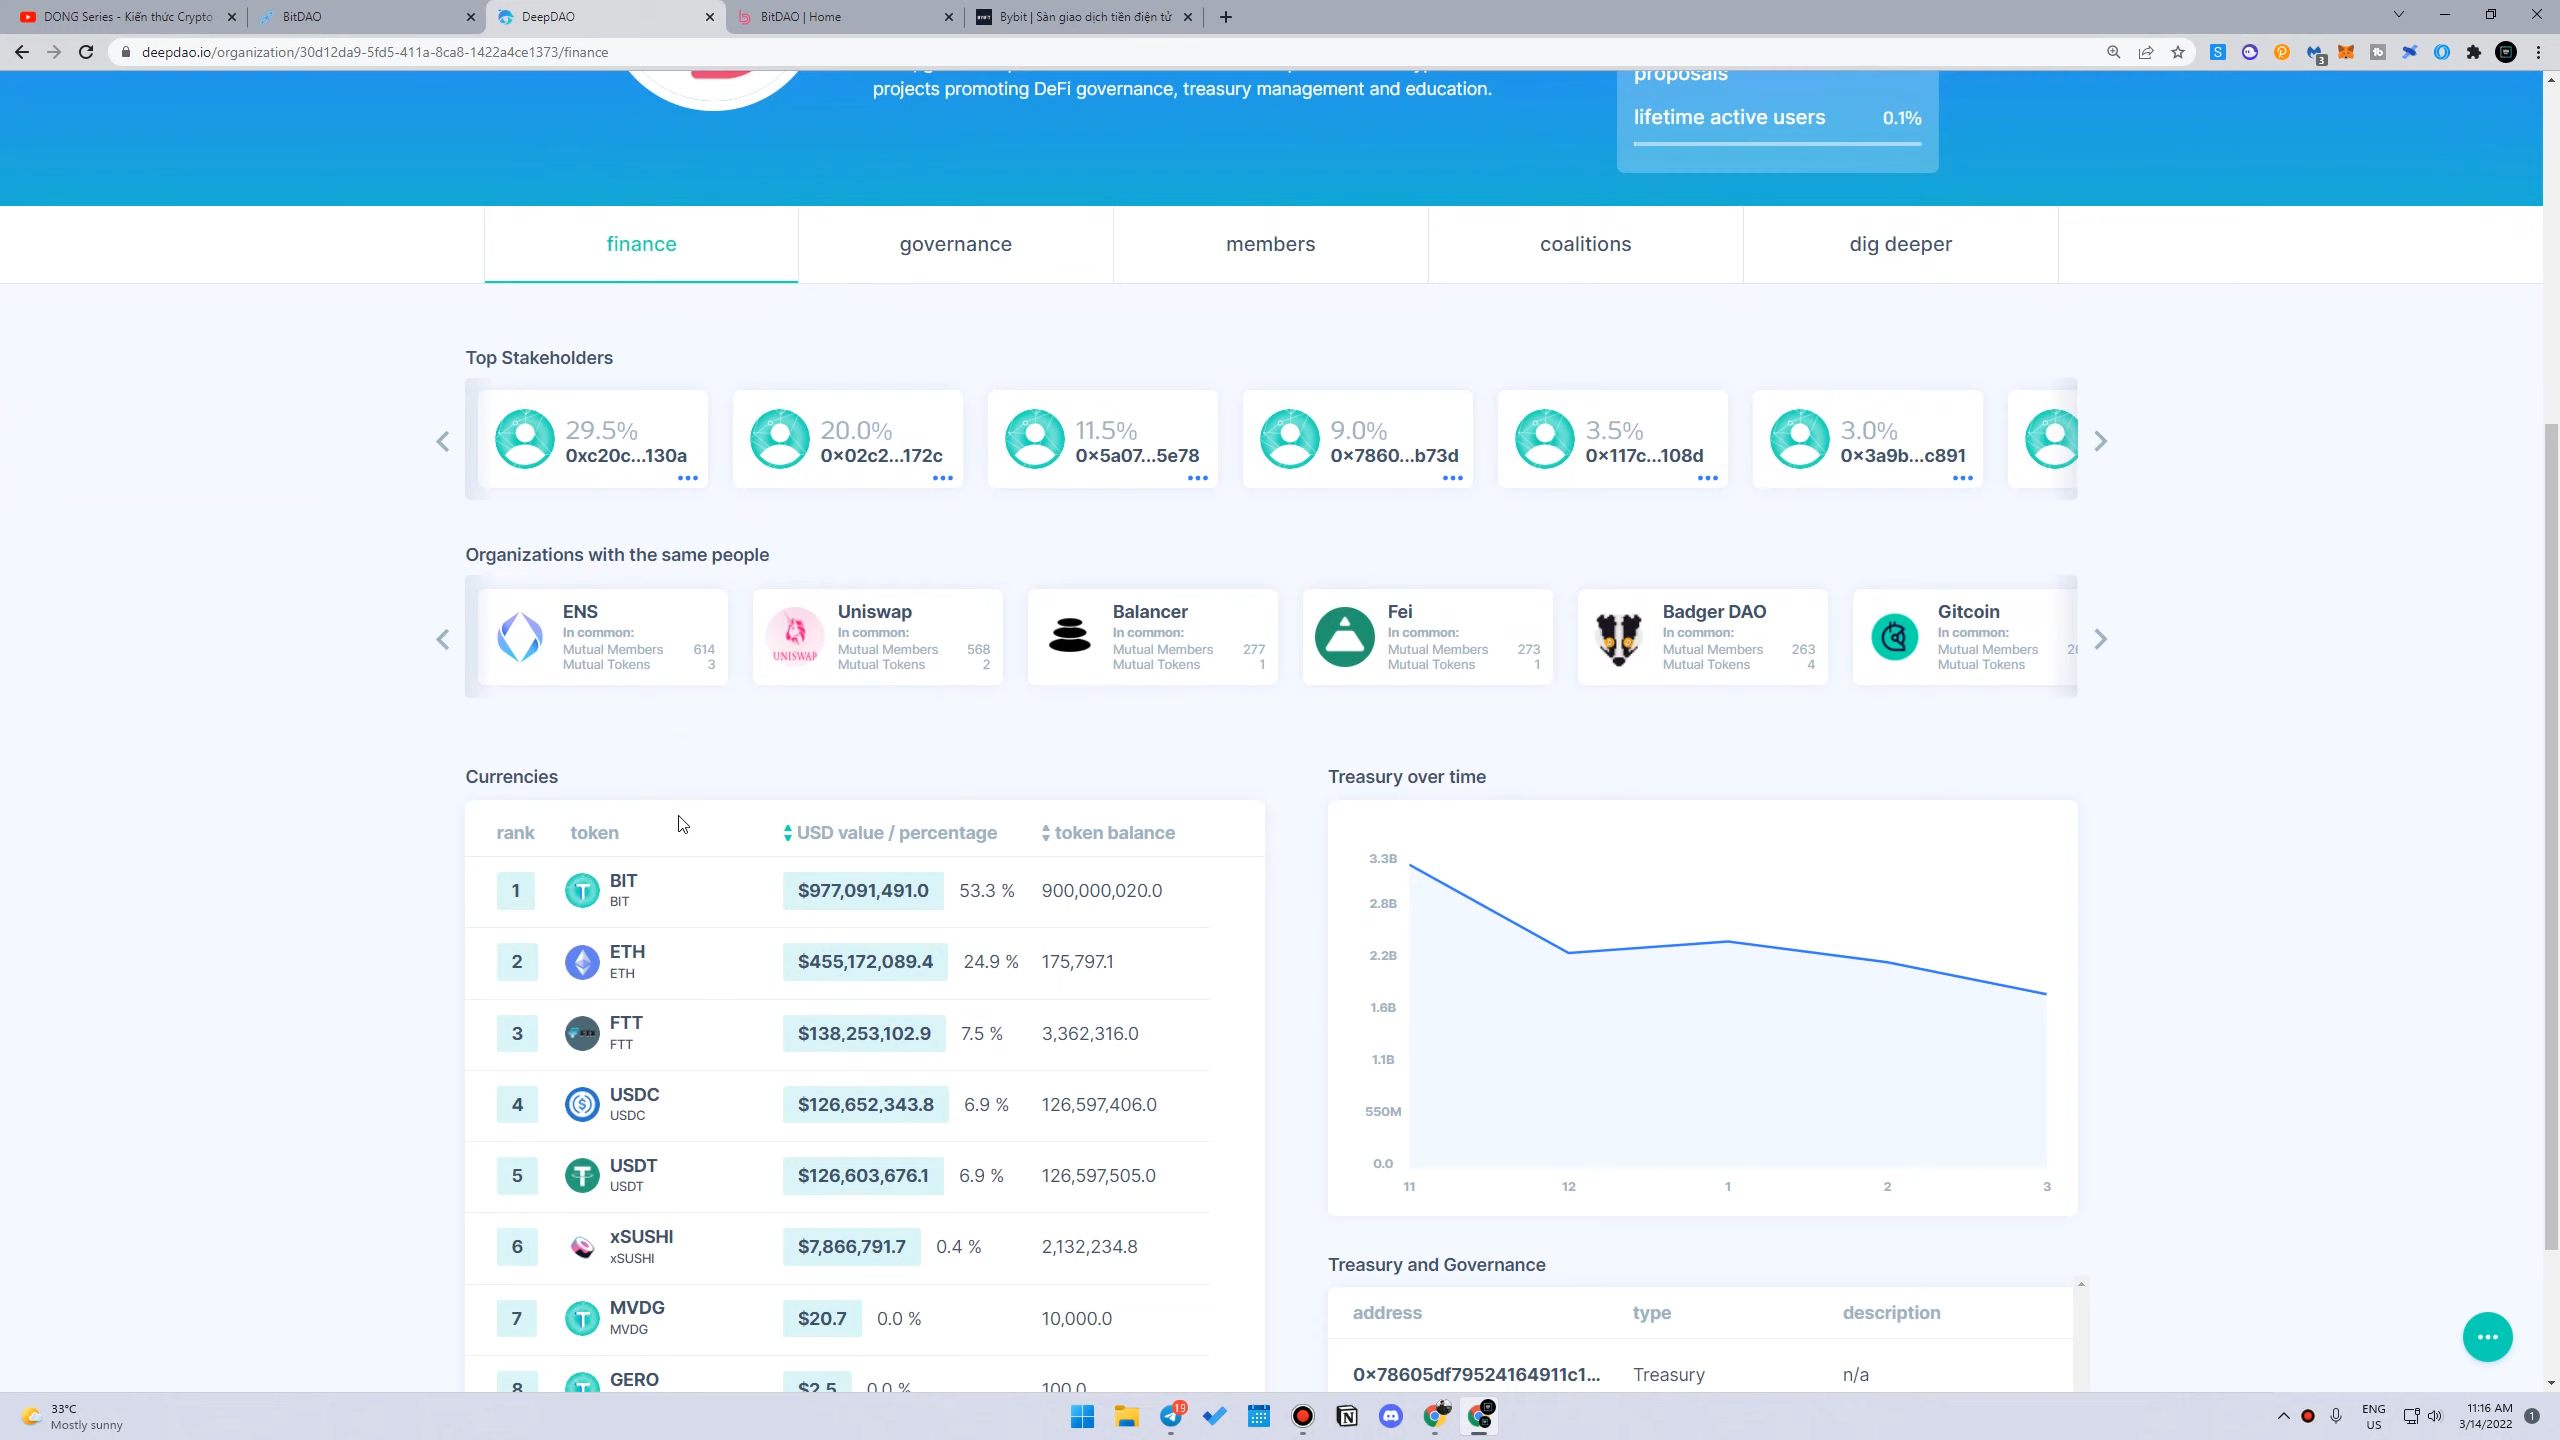 DONG Series - Kiến thức Crypto
BitDAO
DeepDAO
BitDAO | Home
Bybit | Sàn giao dịch tiền điện tử
deepdao.io/organization/30d12da9-5fd5-411a-8ca8-1422a4ce1373/finance
projects promoting DeFi governance, treasury management and education.
proposals
lifetime active users 0.1%
finance
governance
members
coalitions
dig deeper
Top Stakeholders
29.5%
0xc20c...130a
20.0%
0x02c2...172c
11.5%
0x5a07...5e78
9.0%
0x7860...b73d
3.5%
0x117c...108d
3.0%
0x3a9b...c891
Organizations with the same people
ENS
In common:
Mutual Members 614
Mutual Tokens 3
UNISWAP
Uniswap
In common:
Mutual Members 568
Mutual Tokens 2
Balancer
In common:
Mutual Members 277
Mutual Tokens 1
Fei
In common:
Mutual Members 273
Mutual Tokens 1
Badger DAO
In common:
Mutual Members 263
Mutual Tokens 4
Gitcoin
In common:
Mutual Members
Mutual Tokens
Currencies
rank token USD value / percentage token balance
1 BIT $977,091,491.0 53.3 % 900,000,020.0
BIT
2 ETH $455,172,089.4 24.9 % 175,797.1
ETH
3 FTT $138,253,102.9 7.5 % 3,362,316.0
FTT
4 USDC $126,652,343.8 6.9 % 126,597,406.0
USDC
5 USDT $126,603,676.1 6.9 % 126,597,505.0
USDT
6 xSUSHI $7,866,791.7 0.4 % 2,132,234.8
xSUSHI
7 MVDG $20.7 0.0 % 10,000.0
MVDG
8 GERO $2.5 0.0 % 100.0
Treasury over time
3.3B
2.8B
2.2B
1.6B
1.1B
550M
0.0
11 12 1 2 3
Treasury and Governance
address type description
0x78605df79524164911c1... Treasury n/a
33°C
Mostly sunny
19
ENG
US
11:16 AM
3/14/2022
1